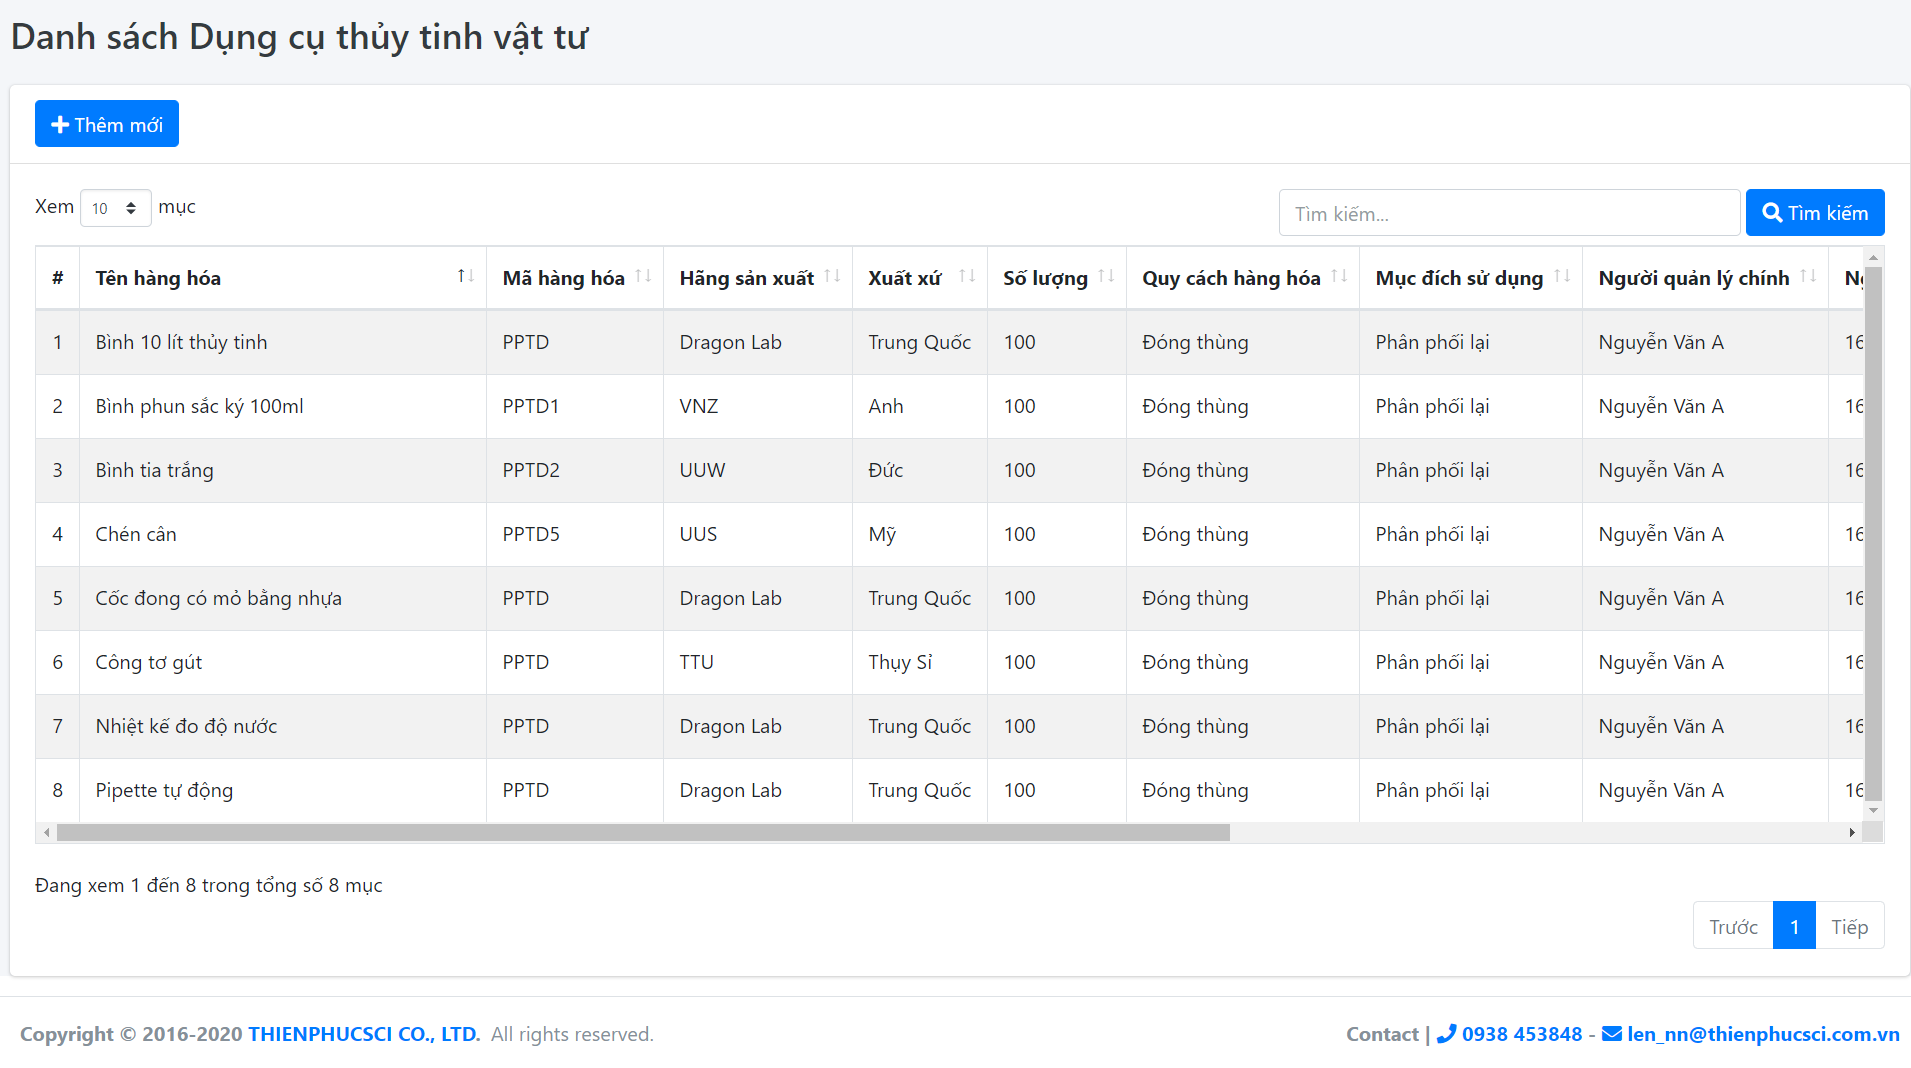 Danh sách Dụng cụ thủy tinh vật tư
Thêm mới
Xem 10 mục
Tìm kiếm... Tìm kiếm
# Tên hàng hóa Mã hàng hóa Hãng sản xuất Xuất xứ Số lượng Quy cách hàng hóa Mục đích sử dụng Người quản lý chính
1 Bình 10 lít thủy tinh PPTD Dragon Lab Trung Quốc 100 Đóng thùng Phân phối lại Nguyễn Văn A 16
2 Bình phun sắc ký 100ml PPTD1 VNZ Anh 100 Đóng thùng Phân phối lại Nguyễn Văn A 16
3 Bình tia trắng PPTD2 UUW Đức 100 Đóng thùng Phân phối lại Nguyễn Văn A 16
4 Chén cân PPTD5 UUS Mỹ 100 Đóng thùng Phân phối lại Nguyễn Văn A 16
5 Cốc đong có mỏ bằng nhựa PPTD Dragon Lab Trung Quốc 100 Đóng thùng Phân phối lại Nguyễn Văn A 16
6 Công tơ gút PPTD TTU Thụy Sỉ 100 Đóng thùng Phân phối lại Nguyễn Văn A 16
7 Nhiệt kế đo độ nước PPTD Dragon Lab Trung Quốc 100 Đóng thùng Phân phối lại Nguyễn Văn A 16
8 Pipette tự động PPTD Dragon Lab Trung Quốc 100 Đóng thùng Phân phối lại Nguyễn Văn A 16
Đang xem 1 đến 8 trong tổng số 8 mục
Trước 1 Tiếp
Copyright © 2016-2020 THIENPHUCSCI CO., LTD. All rights reserved. Contact | 0938 453848 - len_nn@thienphucsci.com.vn